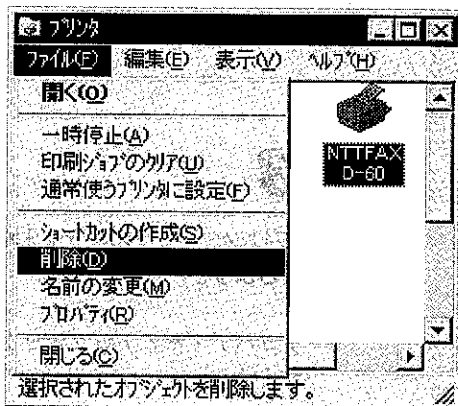 プリンタ
ファイル(F) 編集(E) 表示(V) ヘルプ(H)
開く(O)
一時停止(A)
印刷ジョブのクリア(U)
通常使うプリンタに設定(F)
ショートカットの作成(S)
削除(D)
名前の変更(M)
プロパティ(R)
閉じる(C)
NTTFAX
D-60
選択されたオブジェクトを削除します。